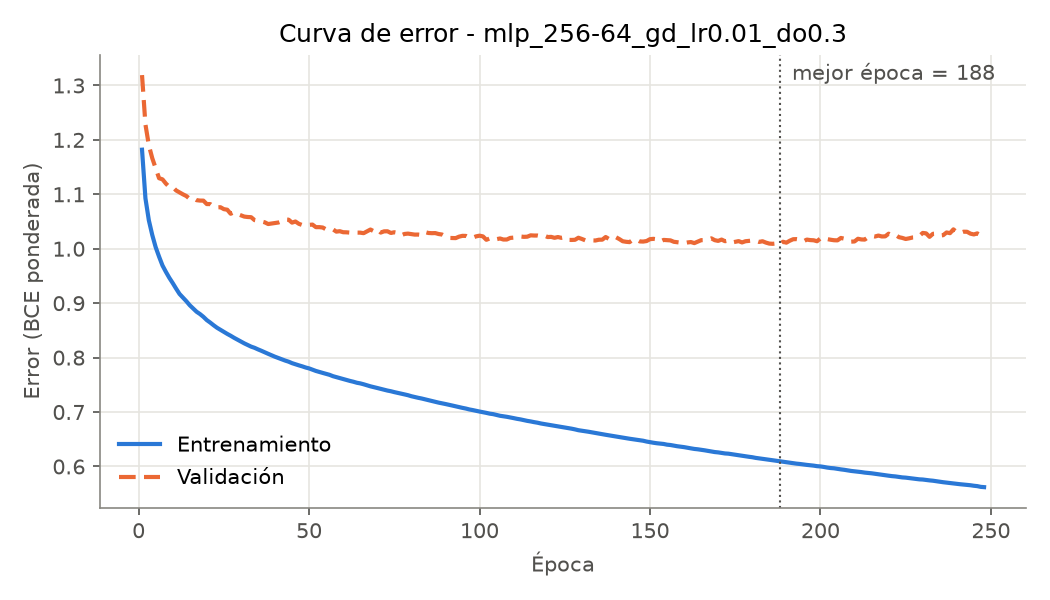 Curva de error - mlp_256-64_gd_lr0.01_do0.3
mejor época = 188
Error (BCE ponderada)
1.3
1.2
1.1
1.0
0.9
0.8
0.7
0.6
Entrenamiento
Validación
0 50 100 150 200 250
Época